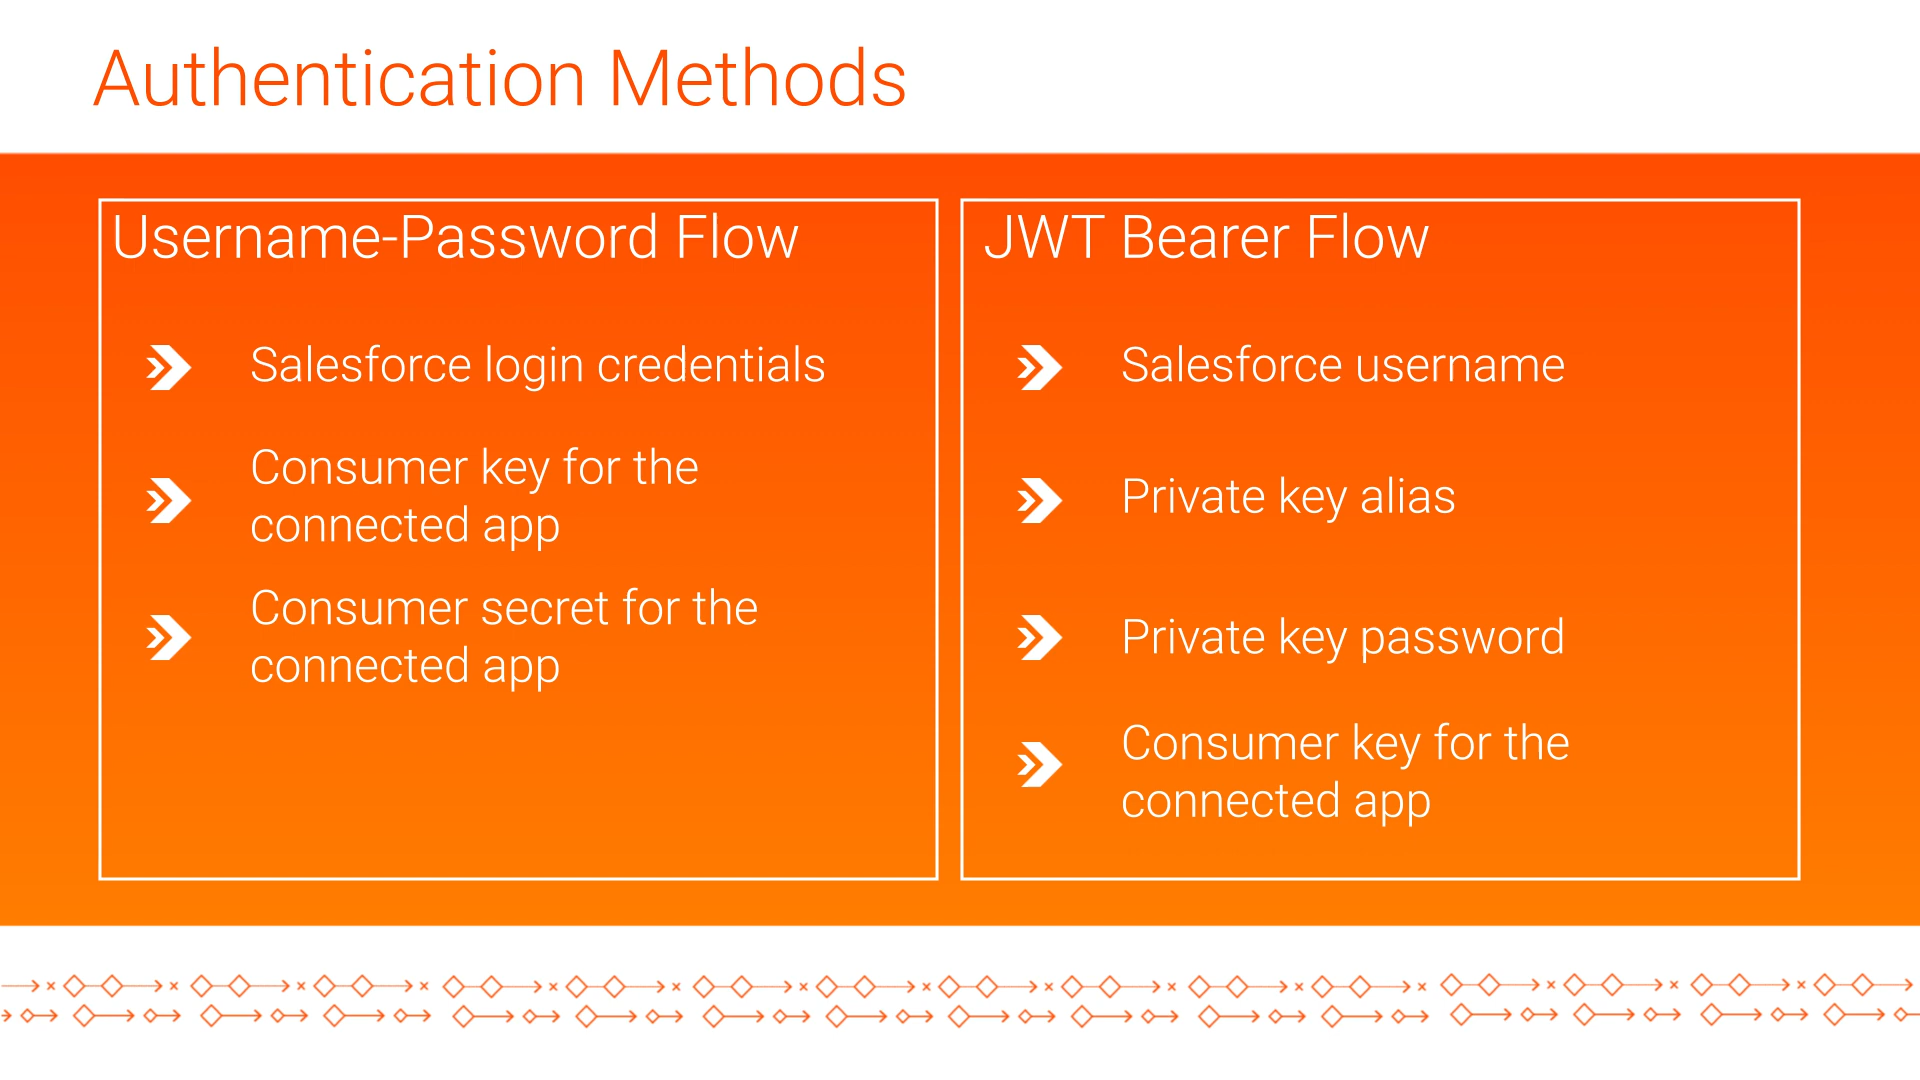 Authentication Methods
Username-Password Flow
Salesforce login credentials
Consumer key for the
connected app
Consumer secret for the
connected app
JWT Bearer Flow
Salesforce username
Private key alias
Private key password
Consumer key for the
connected app